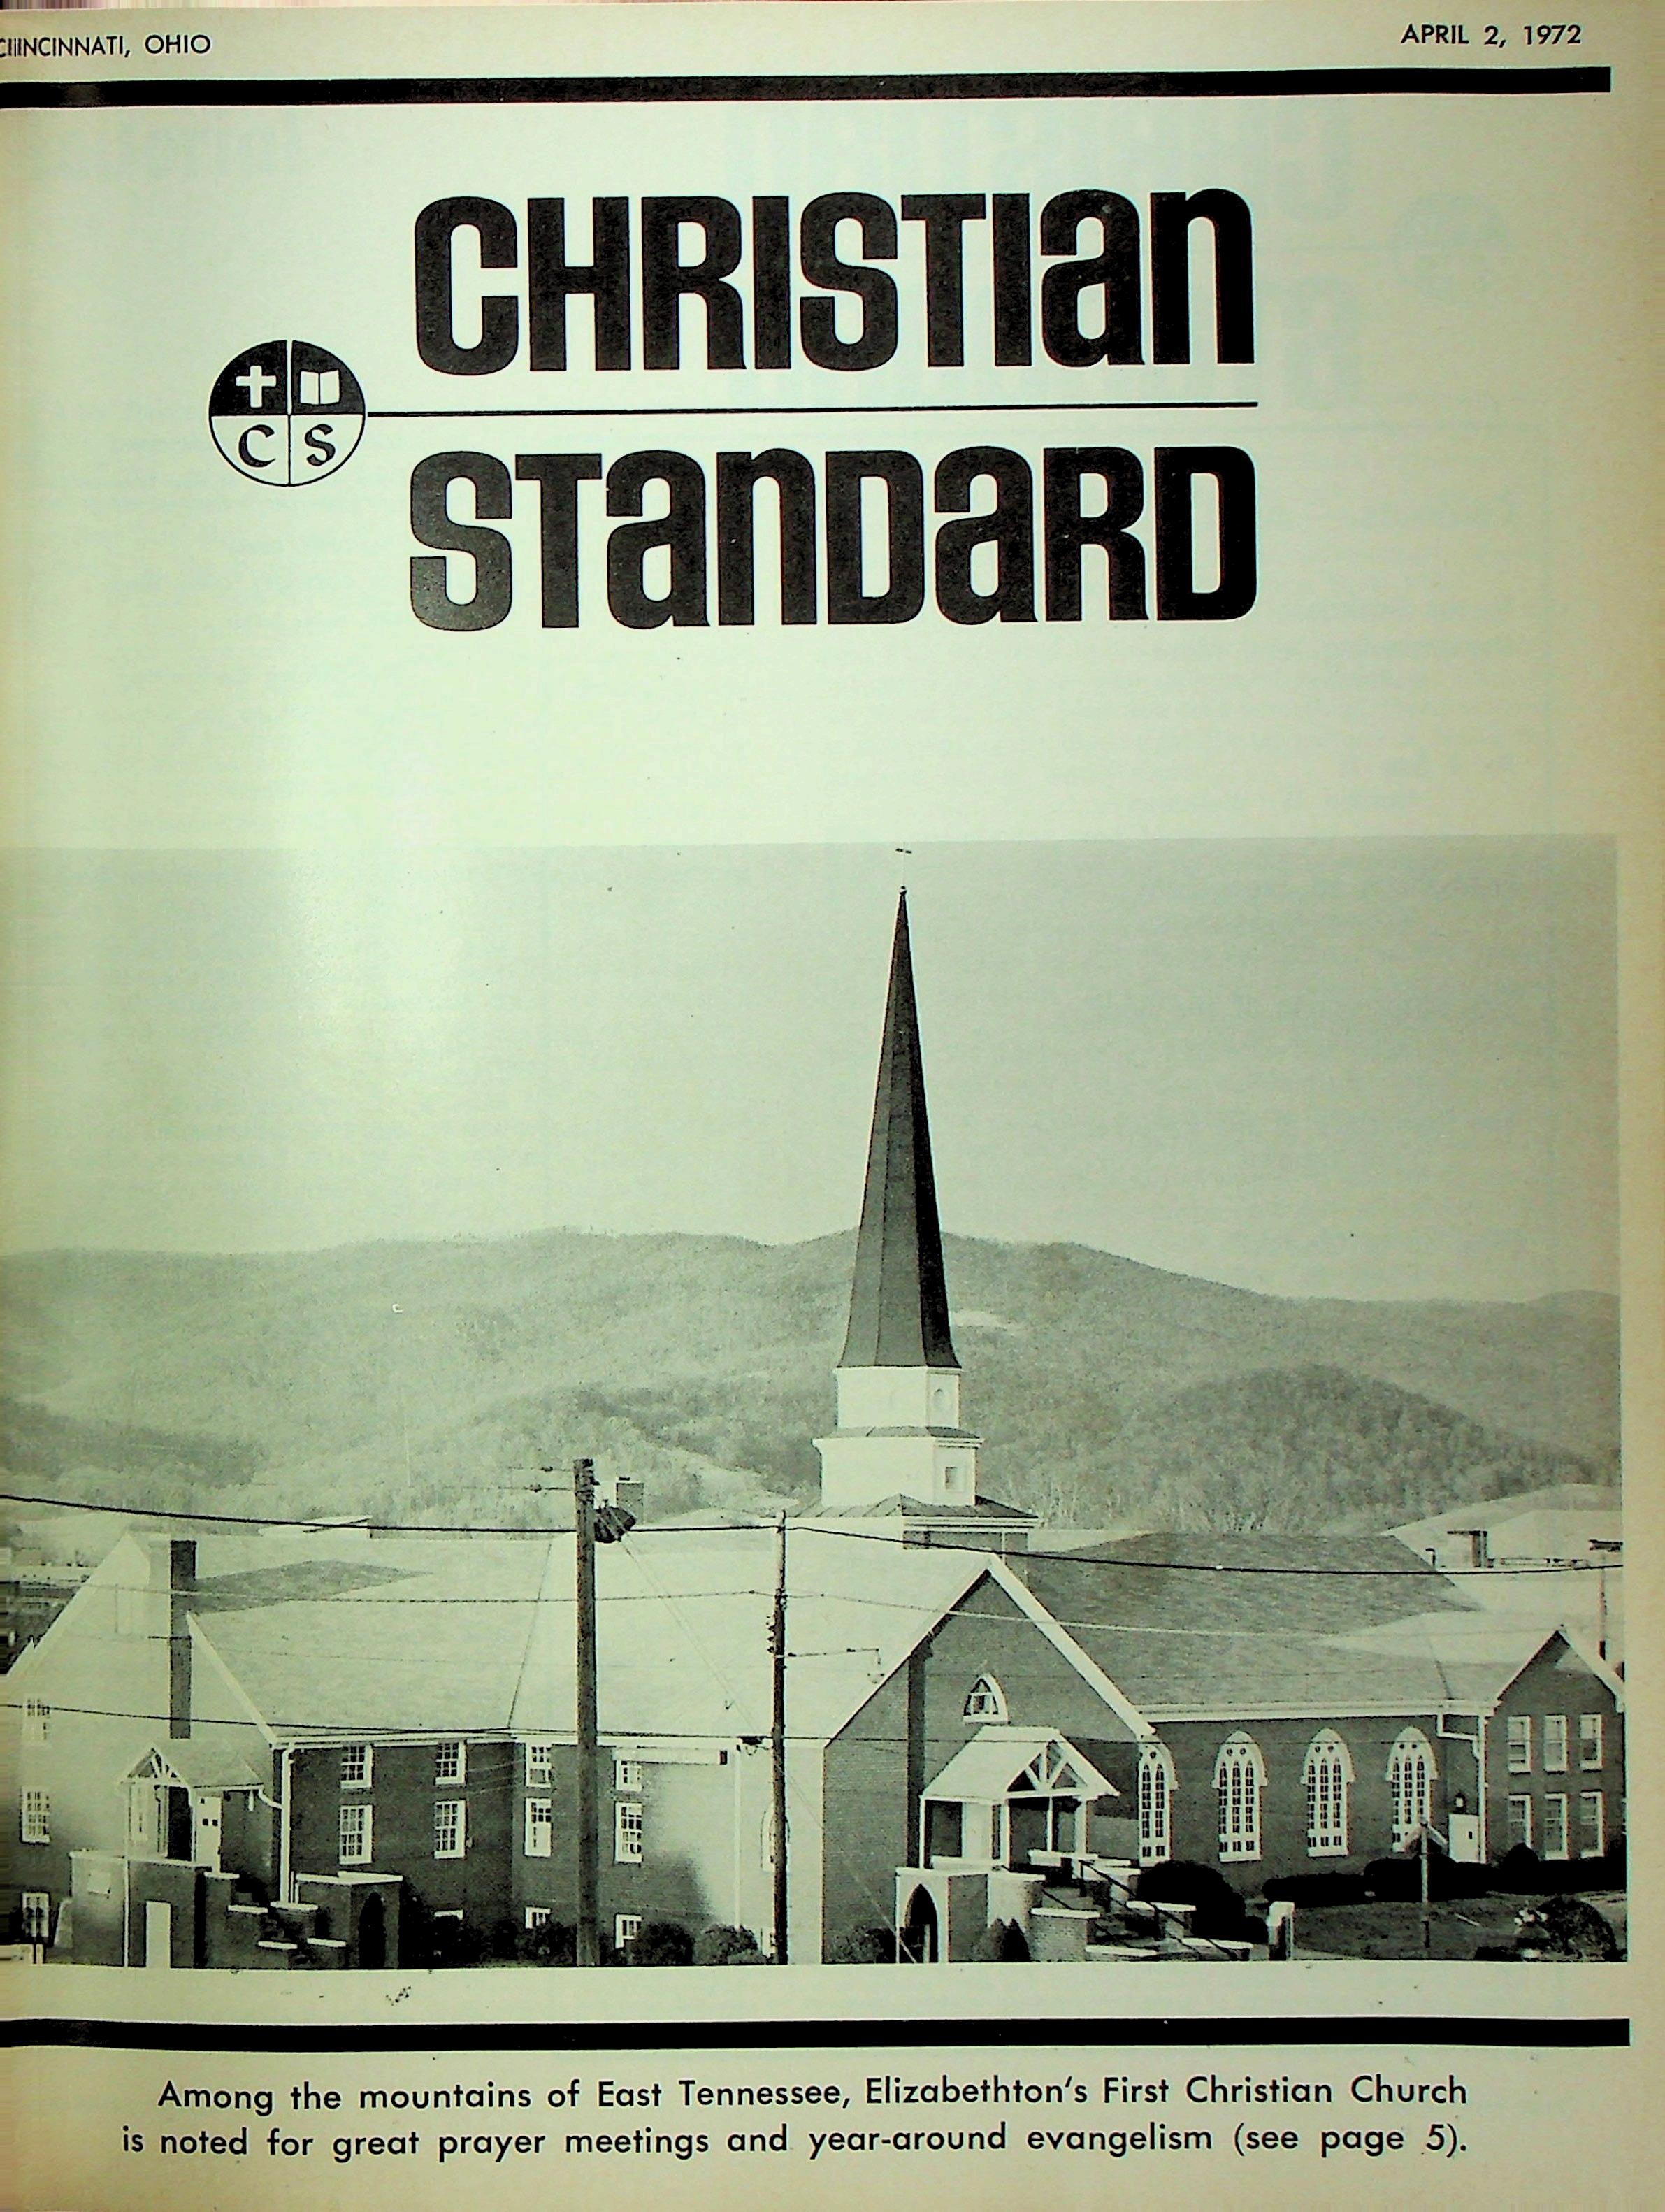 CINCINNATI, OHIO
APRIL 2, 1972
CHRISTIan
C S
STanDaRD
Among the mountains of East Tennessee, Elizabethton's First Christian Church
is noted for great prayer meetings and year-around evangelism (see page 5).